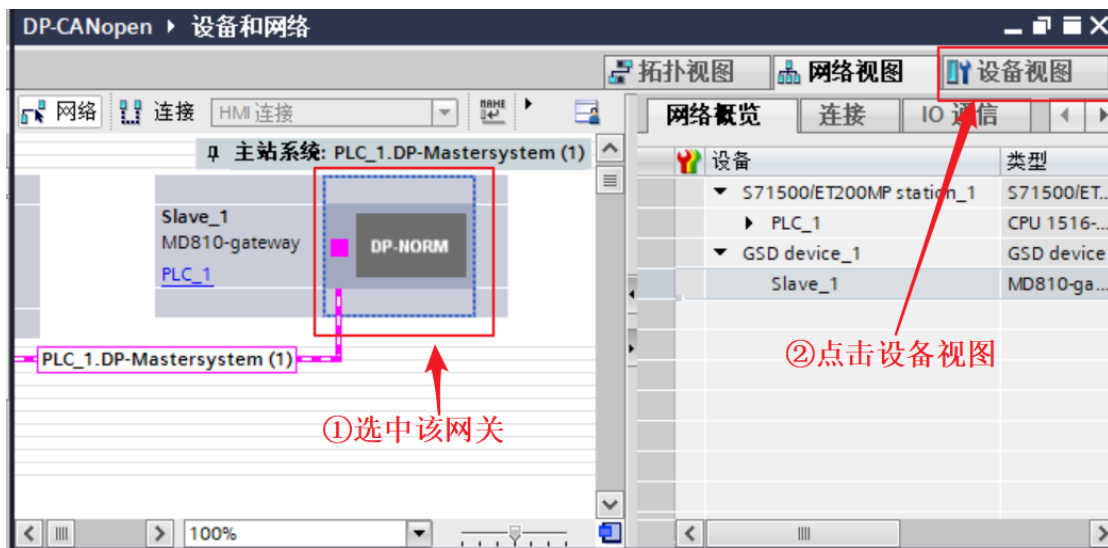 DP-CANopen ▸ 设备和网络
拓扑视图 网络视图 设备视图
网络 连接 HMI 连接
网络概览 连接 IO 通信
主站系统: PLC_1.DP-Mastersystem (1)
设备 类型
S71500/ET200MP station_1 S71500/ET...
PLC_1 CPU 1516-...
GSD device_1 GSD device
Slave_1 MD810-ga...
Slave_1
MD810-gateway
PLC_1
DP-NORM
PLC_1.DP-Mastersystem (1)
②点击设备视图
①选中该网关
100%